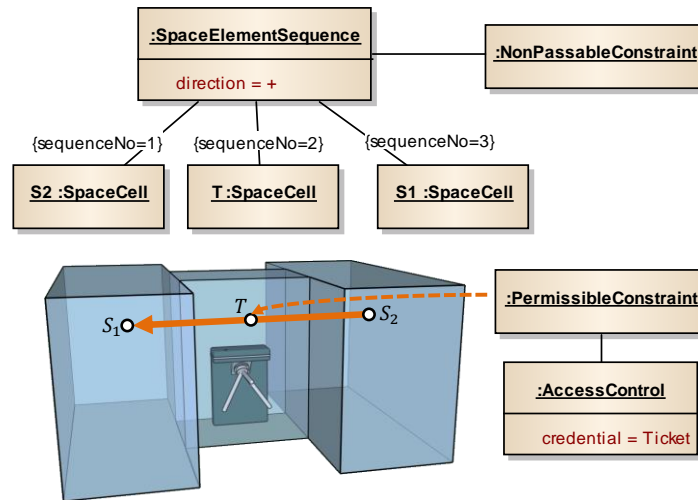 :SpaceElementSequence
direction = +
:NonPassableConstraint
{sequenceNo=1}
{sequenceNo=2}
{sequenceNo=3}
S2 :SpaceCell
T:SpaceCell
S1 :SpaceCell
S₁
T
S₂
:PermissibleConstraint
:AccessControl
credential = Ticket